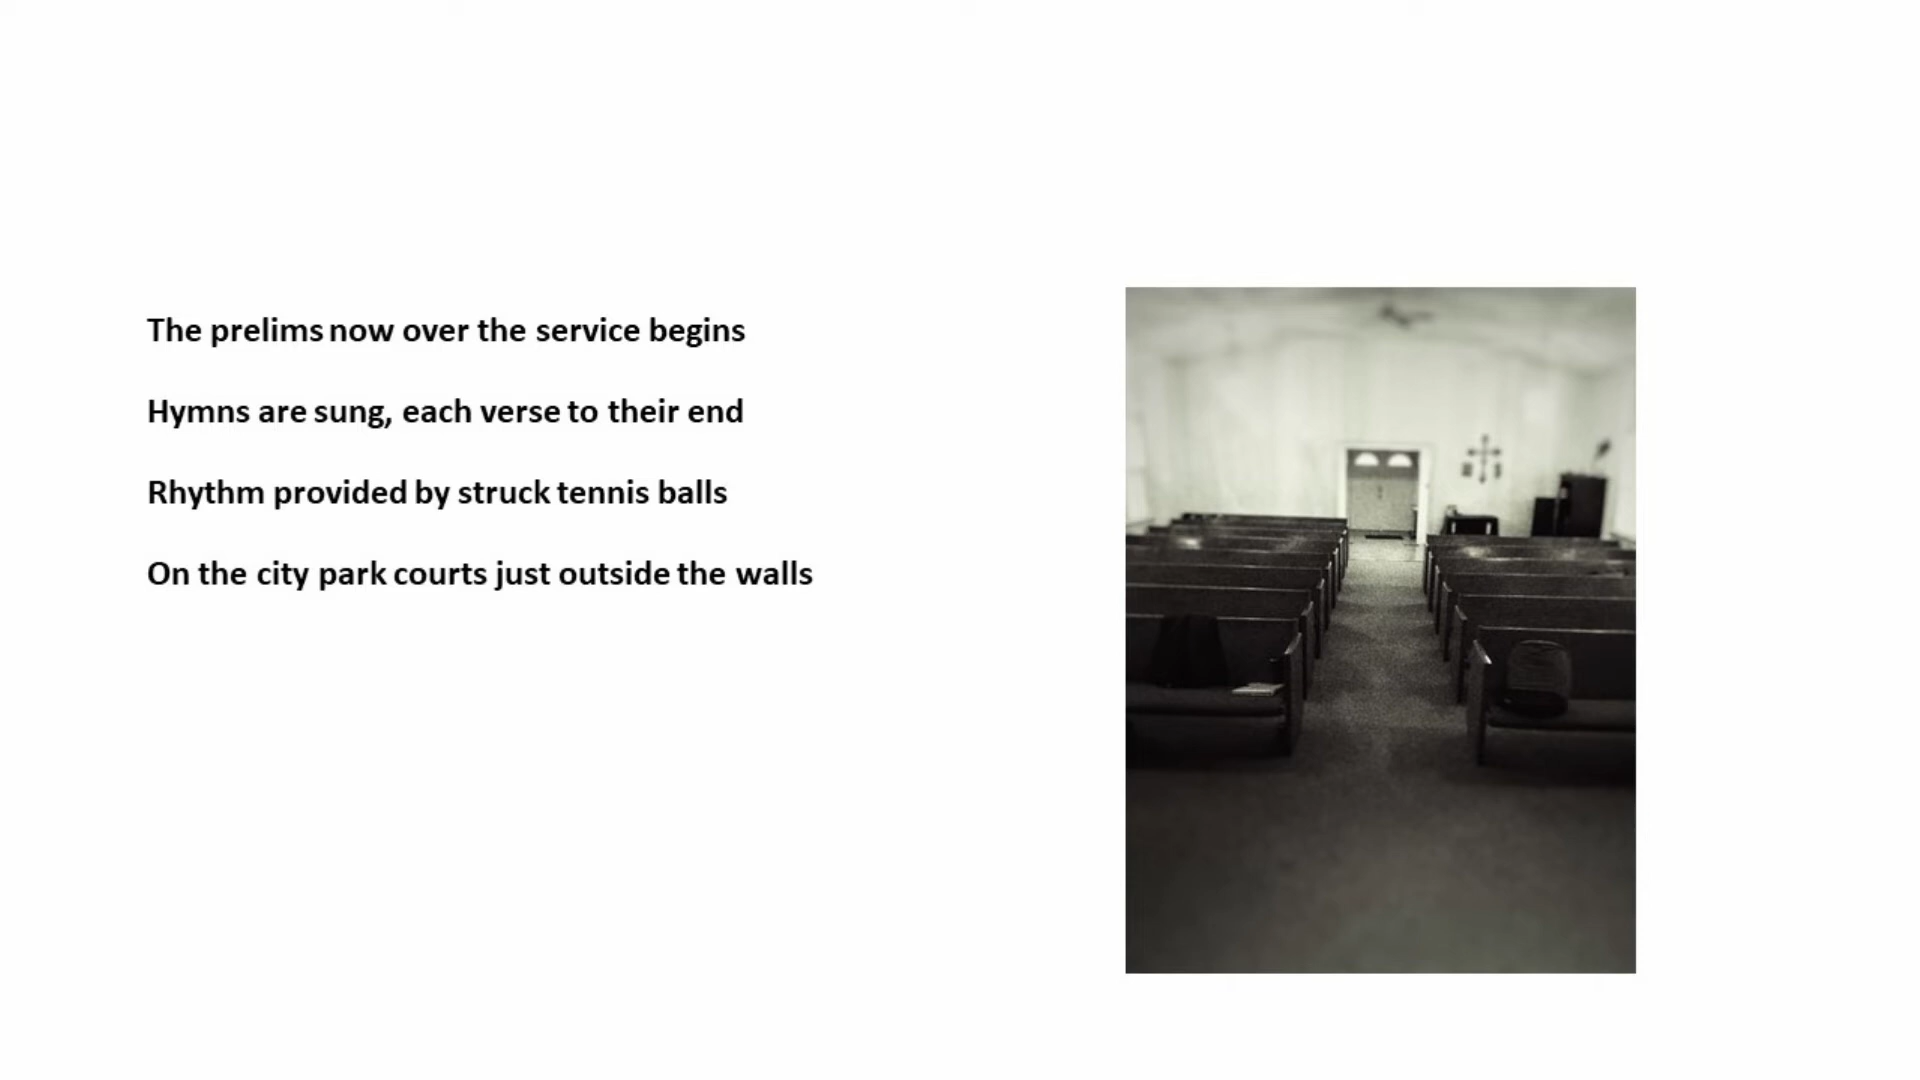 The prelims now over the service begins
Hymns are sung, each verse to their end
Rhythm provided by struck tennis balls
On the city park courts just outside the walls